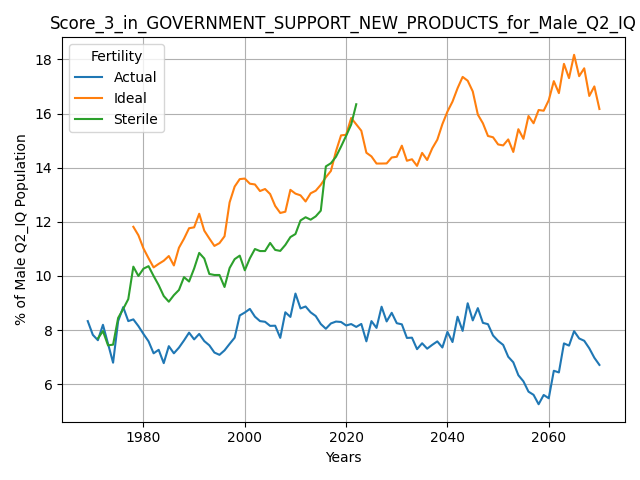 Score_3_in_GOVERNMENT_SUPPORT_NEW_PRODUCTS_for_Male_Q2_IQ
Fertility
Actual
Ideal
Sterile
% of Male Q2_IQ Population
18
16
14
12
10
8
6
1980 2000 2020 2040 2060
Years